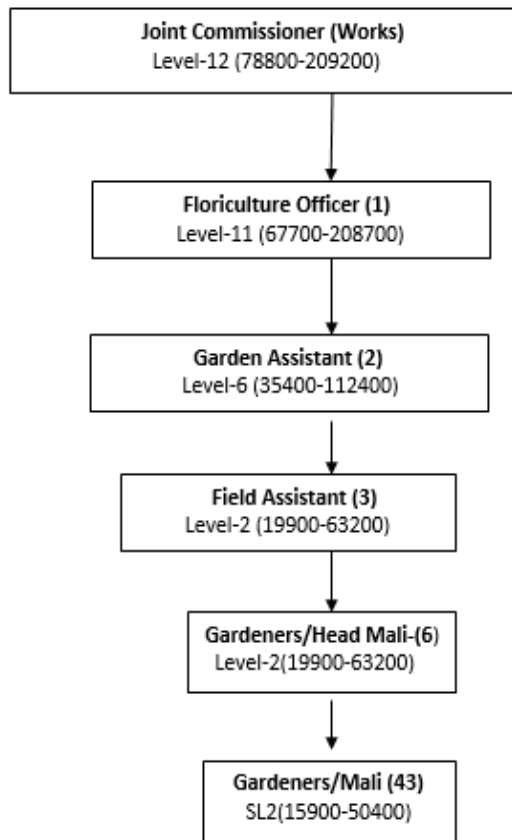 Joint Commissioner (Works)
Level-12 (78800-209200)
Floriculture Officer (1)
Level-11 (67700-208700)
Garden Assistant (2)
Level-6 (35400-112400)
Field Assistant (3)
Level-2 (19900-63200)
Gardeners/Head Mali-(6)
Level-2(19900-63200)
Gardeners/Mali (43)
SL2(15900-50400)